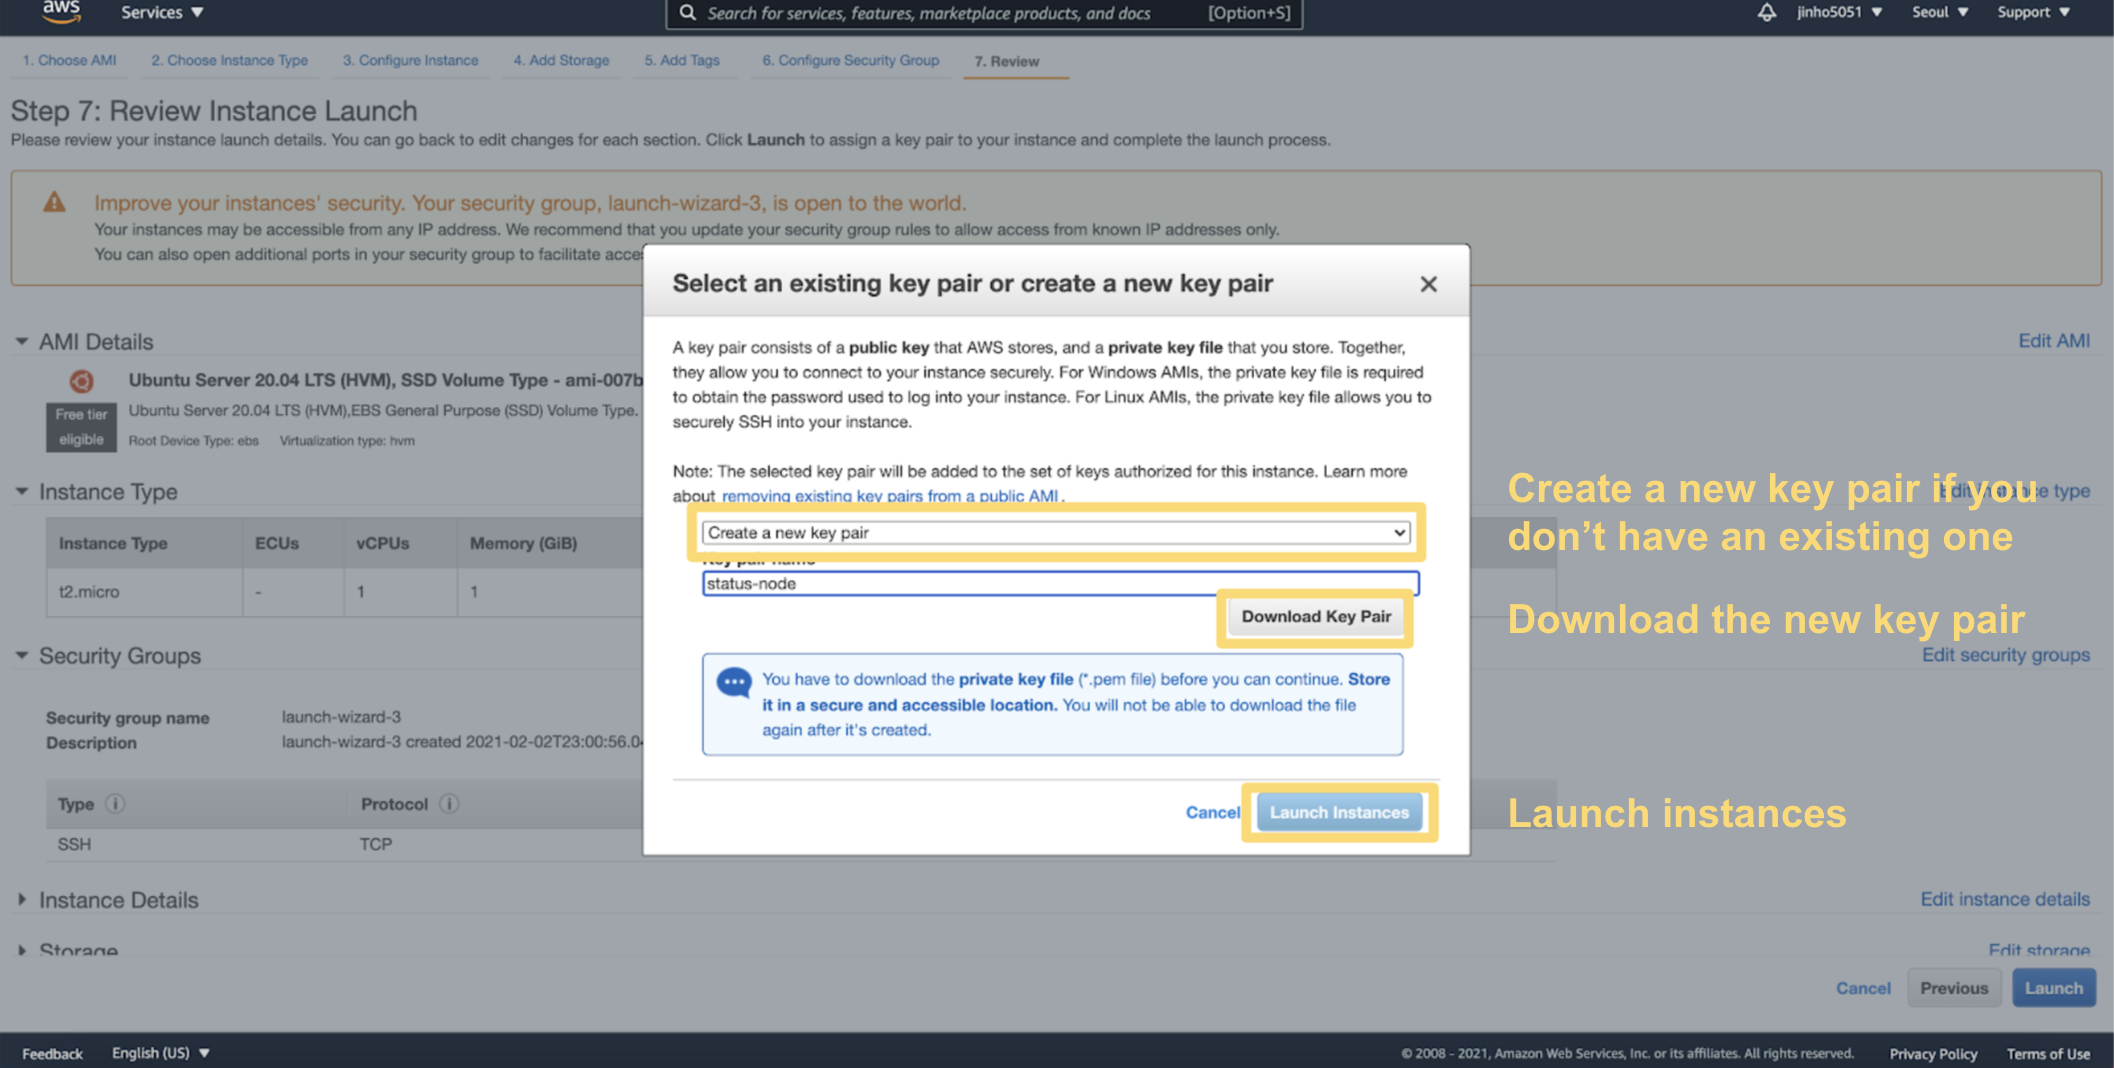 aws
Services
Search for services, features, marketplace products, and docs [Option+S]
jinho5051
Seoul
Support
1. Choose AMI
2. Choose Instance Type
3. Configure Instance
4. Add Storage
5. Add Tags
6. Configure Security Group
7. Review
Step 7: Review Instance Launch
Please review your instance launch details. You can go back to edit changes for each section. Click Launch to assign a key pair to your instance and complete the launch process.
Improve your instances' security. Your security group, launch-wizard-3, is open to the world.
Your instances may be accessible from any IP address. We recommend that you update your security group rules to allow access from known IP addresses only.
You can also open additional ports in your security group to facilitate
AMI Details
Edit AMI
Ubuntu Server 20.04 LTS (HVM), SSD Volume Type - ami-007b
Free tier
eligible
Ubuntu Server 20.04 LTS (HVM),EBS General Purpose (SSD) Volume Type.
Root Device Type: ebs Virtualization type: hvm
Instance Type
Edit instance type
Instance Type
ECUs
vCPUs
Memory (GiB)
t2.micro
-
1
1
Security Groups
Edit security groups
Security group name launch-wizard-3
Description launch-wizard-3 created 2021-02-02T23:00:56.0
Type
Protocol
SSH
TCP
Instance Details
Edit instance details
Storage
Edit storage
Cancel
Previous
Launch
Select an existing key pair or create a new key pair
A key pair consists of a public key that AWS stores, and a private key file that you store. Together,
they allow you to connect to your instance securely. For Windows AMIs, the private key file is required
to obtain the password used to log into your instance. For Linux AMIs, the private key file allows you to
securely SSH into your instance.
Note: The selected key pair will be added to the set of keys authorized for this instance. Learn more
about removing existing key pairs from a public AMI .
Create a new key pair
Key pair name
status-node
Download Key Pair
You have to download the private key file (*.pem file) before you can continue. Store
it in a secure and accessible location. You will not be able to download the file
again after it's created.
Cancel
Launch Instances
Create a new key pair if you
don’t have an existing one
Download the new key pair
Launch instances
Feedback
English (US)
© 2008 - 2021, Amazon Web Services, Inc. or its affiliates. All rights reserved.
Privacy Policy
Terms of Use